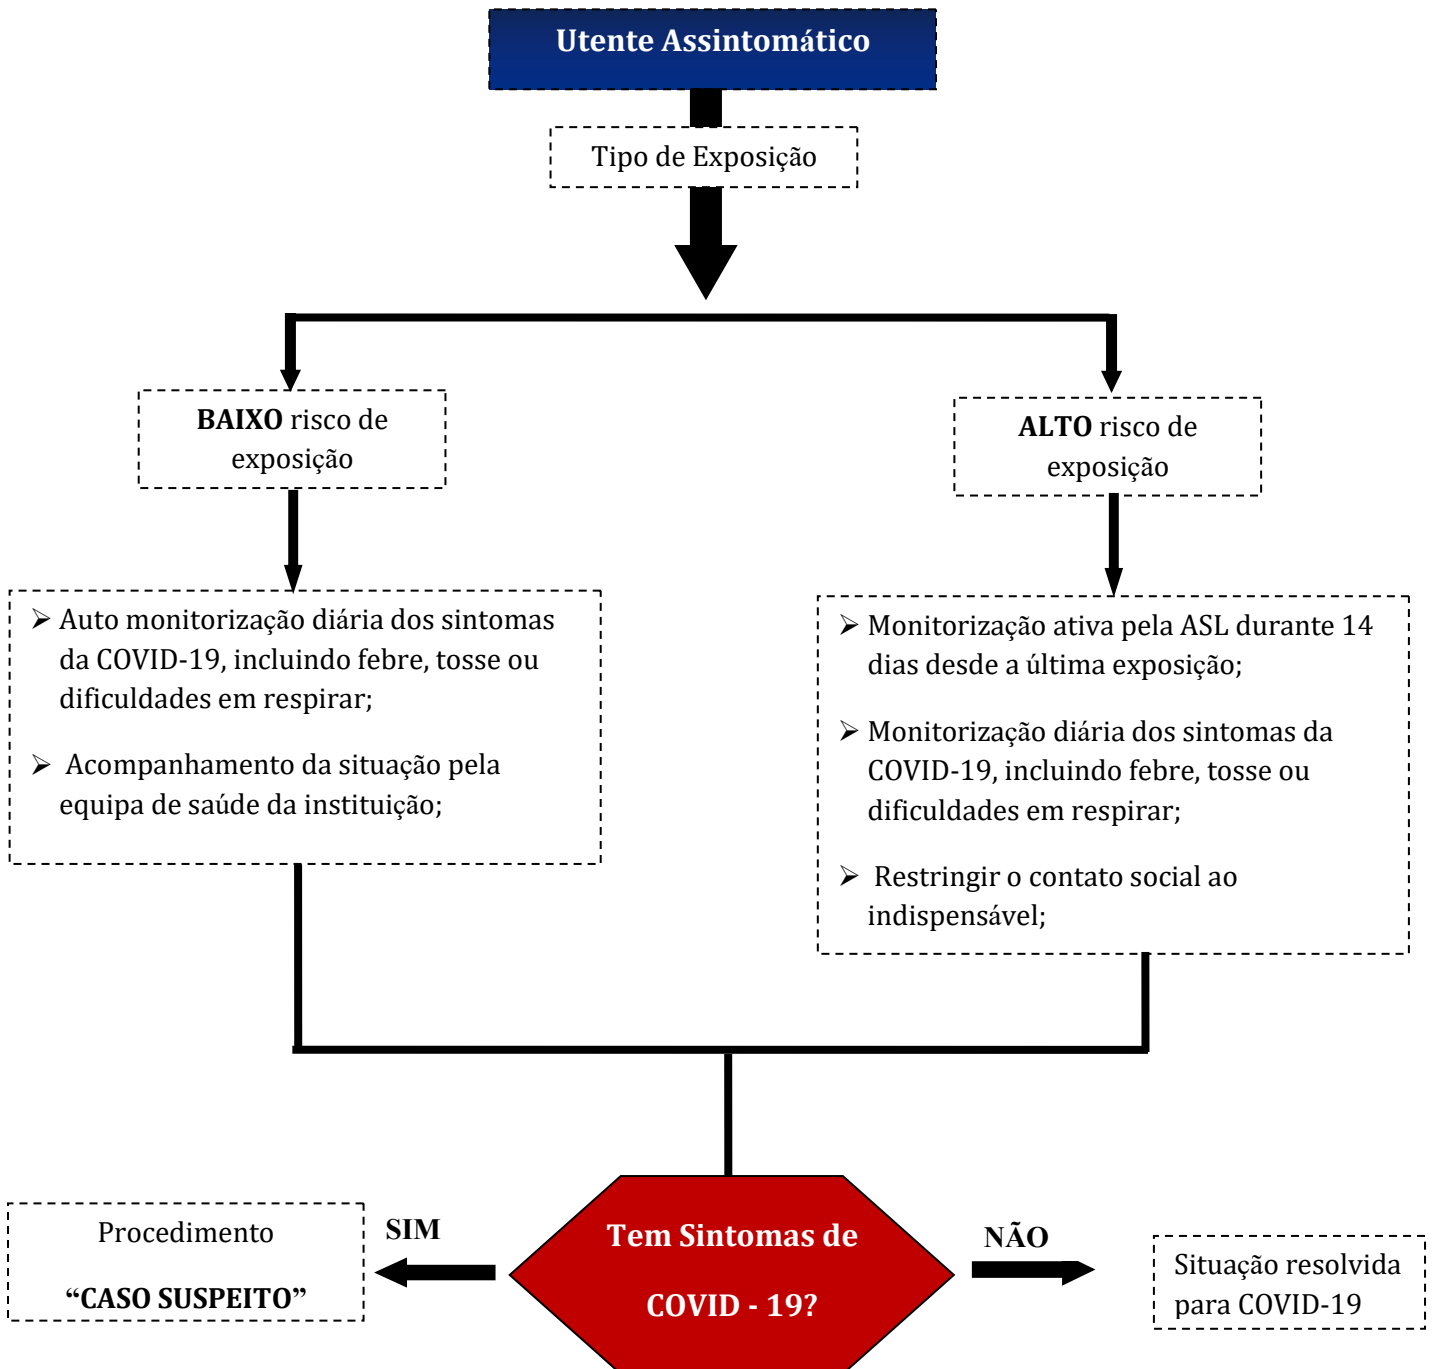 Utente Assintomático
Tipo de Exposição
BAIXO risco de
exposição
ALTO risco de
exposição
➢ Auto monitorização diária dos sintomas
da COVID-19, incluindo febre, tosse ou
dificuldades em respirar;
➢ Acompanhamento da situação pela
equipa de saúde da instituição;
➢ Monitorização ativa pela ASL durante 14
dias desde a última exposição;
➢ Monitorização diária dos sintomas da
COVID-19, incluindo febre, tosse ou
dificuldades em respirar;
➢ Restringir o contato social ao
indispensável;
Procedimento
“CASO SUSPEITO”
SIM
Tem Sintomas de
COVID - 19?
NÃO
Situação resolvida
para COVID-19